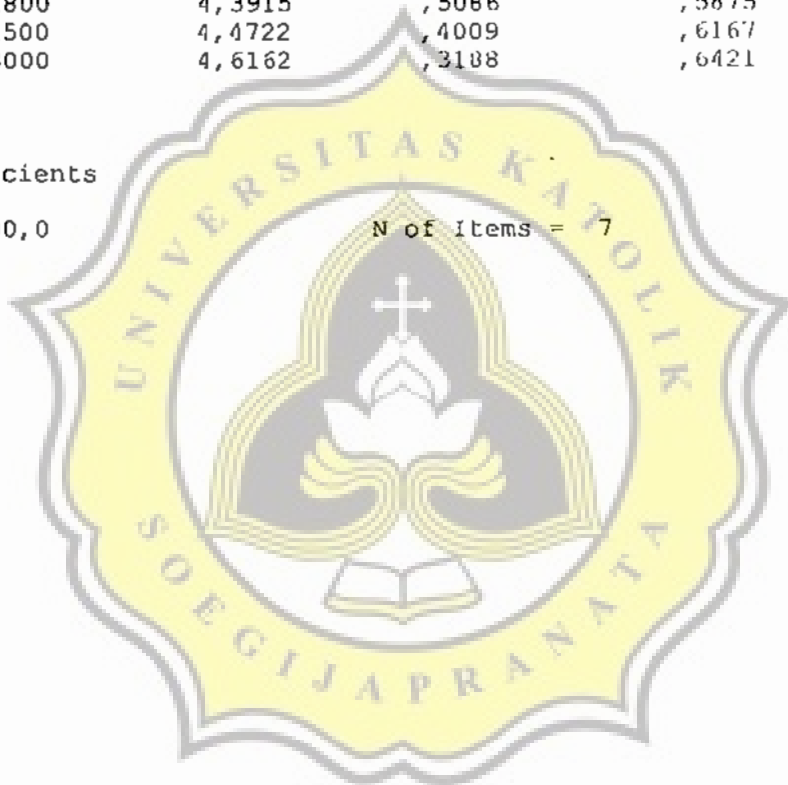 800 4,3915 ,5086 ,5875
500 4,4722 ,4009 ,6167
000 4,6162 ,3188 ,6421
cients
0,0 N of Items = 7
UNIVERSITAS KATOLIK
SOEGIJAPRANATA